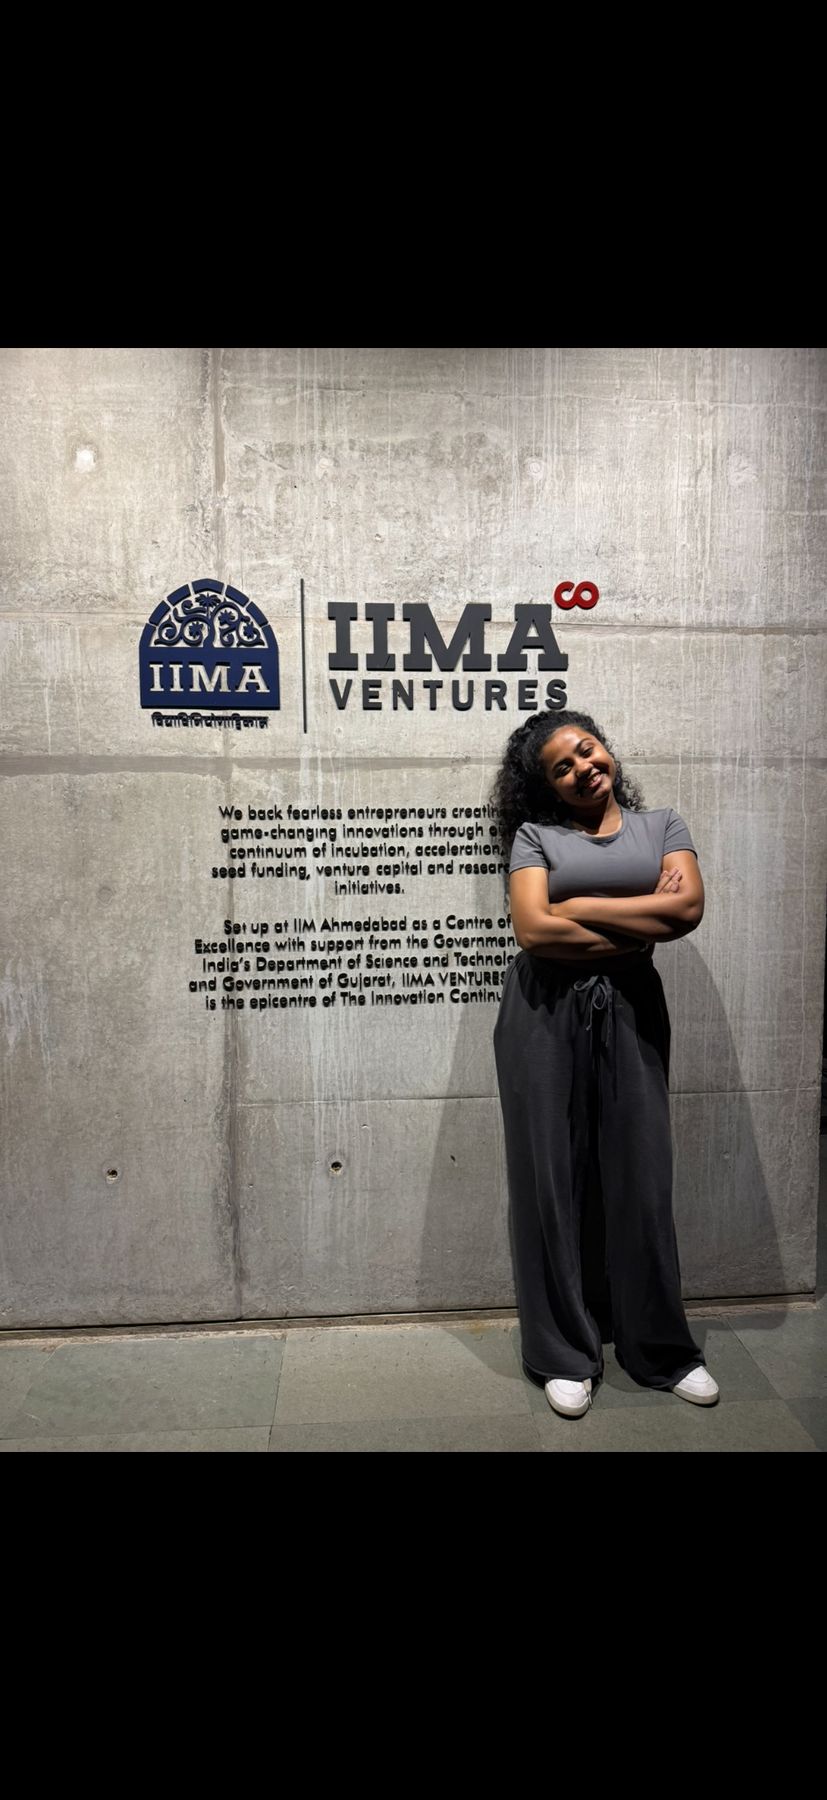 IIMA
विद्याविनियोगाद्विकासः
IIMA∞
VENTURES
We back fearless entrepreneurs
game-changing innovations through
continuum of incubation, acceleration,
seed funding, venture capital and
initiatives.
Set up at IIM Ahmedabad as a Centre of
Excellence with support from the
India's Department of Science and
and Government of Gujarat, IIMA VENTURES
is the epicentre of The Innovation